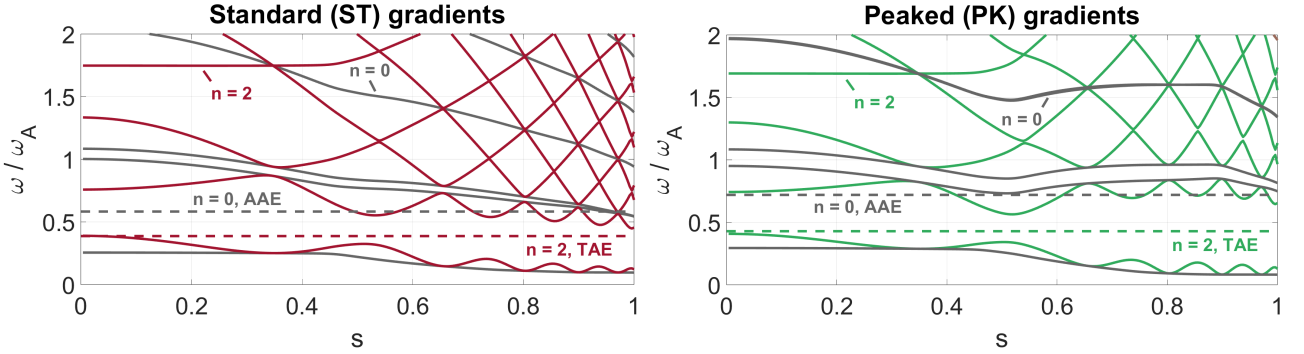 Standard (ST) gradients
2
1.5
1
0.5
0
ω / ω_A
n = 2
n = 0
n = 0, AAE
n = 2, TAE
0
0.2
0.4
0.6
0.8
1
s
Peaked (PK) gradients
2
1.5
1
0.5
0
ω / ω_A
n = 2
n = 0
n = 0, AAE
n = 2, TAE
0
0.2
0.4
0.6
0.8
1
s